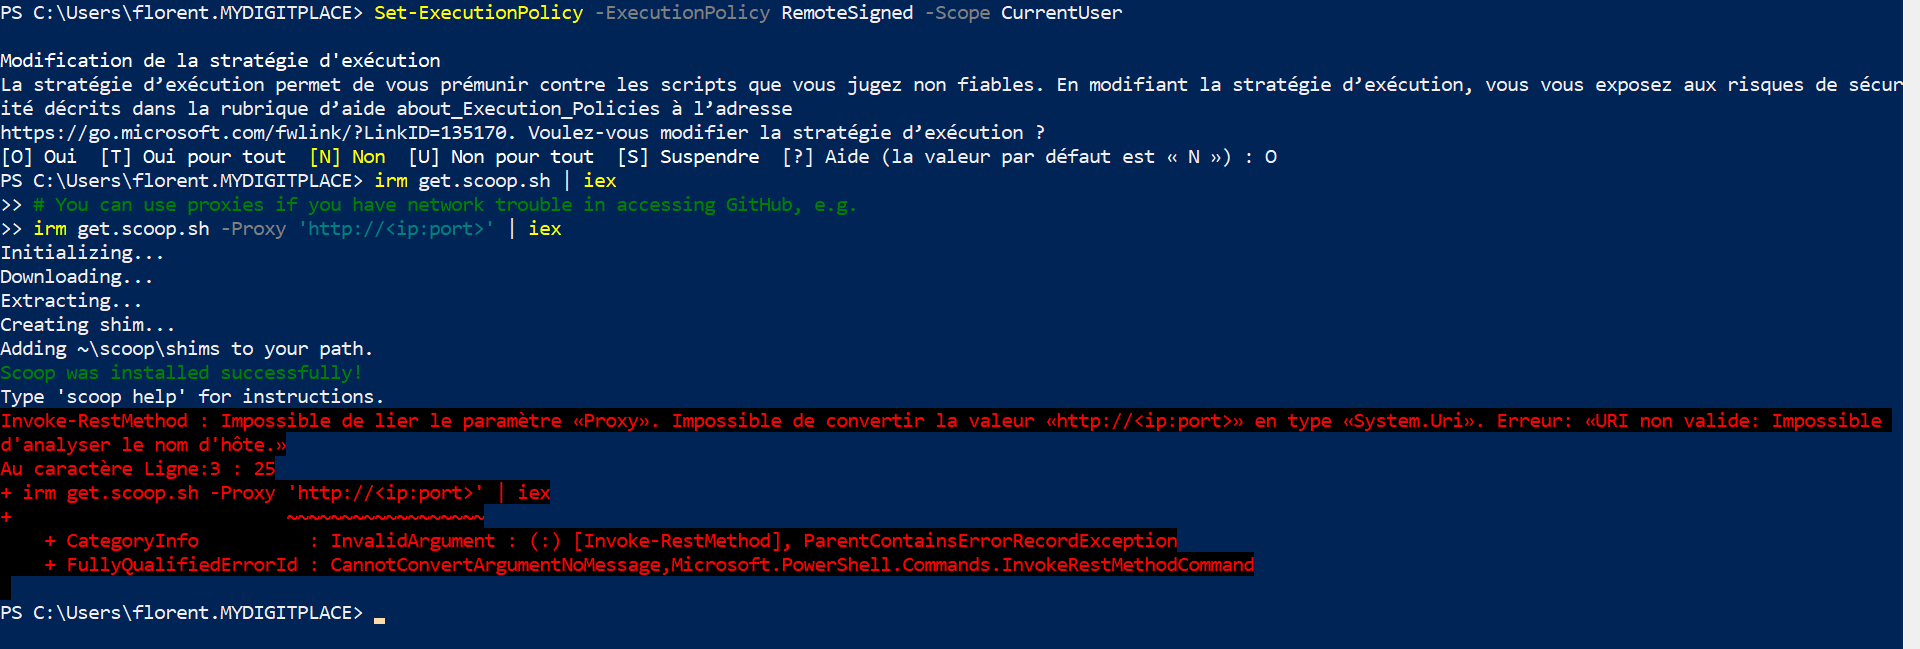 PS C:\Users\florent.MYDIGITPLACE> Set-ExecutionPolicy -ExecutionPolicy RemoteSigned -Scope CurrentUser
Modification de la stratégie d'exécution
La stratégie d’exécution permet de vous prémunir contre les scripts que vous jugez non fiables. En modifiant la stratégie d’exécution, vous vous exposez aux risques de sécur
ité décrits dans la rubrique d’aide about_Execution_Policies à l’adresse
https://go.microsoft.com/fwlink/?LinkID=135170. Voulez-vous modifier la stratégie d’exécution ?
[O] Oui  [T] Oui pour tout  [N] Non  [U] Non pour tout  [S] Suspendre  [?] Aide (la valeur par défaut est « N ») : O
PS C:\Users\florent.MYDIGITPLACE> irm get.scoop.sh | iex
>> # You can use proxies if you have network trouble in accessing GitHub, e.g.
>> irm get.scoop.sh -Proxy 'http://<ip:port>' | iex
Initializing...
Downloading...
Extracting...
Creating shim...
Adding ~\scoop\shims to your path.
Scoop was installed successfully!
Type 'scoop help' for instructions.
Invoke-RestMethod : Impossible de lier le paramètre «Proxy». Impossible de convertir la valeur «http://<ip:port>» en type «System.Uri». Erreur: «URI non valide: Impossible
d'analyser le nom d'hôte.»
Au caractère Ligne:3 : 25
+ irm get.scoop.sh -Proxy 'http://<ip:port>' | iex
+                         ~~~~~~~~~~~~~~~~~~
    + CategoryInfo          : InvalidArgument : (:) [Invoke-RestMethod], ParentContainsErrorRecordException
    + FullyQualifiedErrorId : CannotConvertArgumentNoMessage,Microsoft.PowerShell.Commands.InvokeRestMethodCommand
PS C:\Users\florent.MYDIGITPLACE>